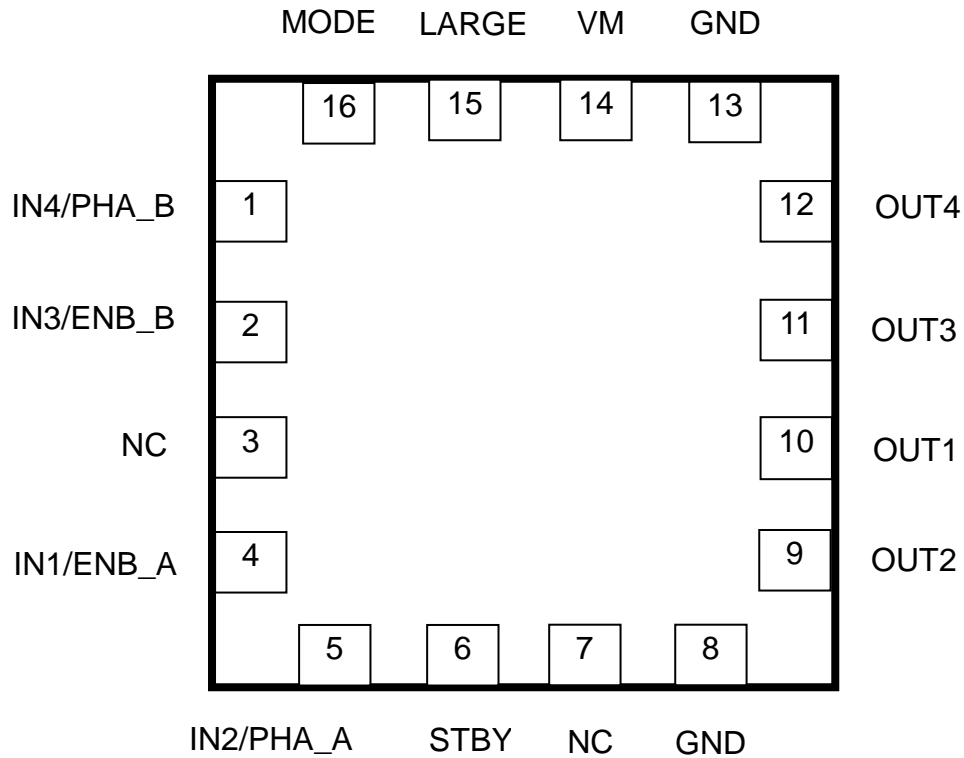 MODE LARGE VM GND
16 15 14 13
IN4/PHA_B 1 12 OUT4
IN3/ENB_B 2 11 OUT3
NC 3 10 OUT1
IN1/ENB_A 4 9 OUT2
5 6 7 8
IN2/PHA_A STBY NC GND